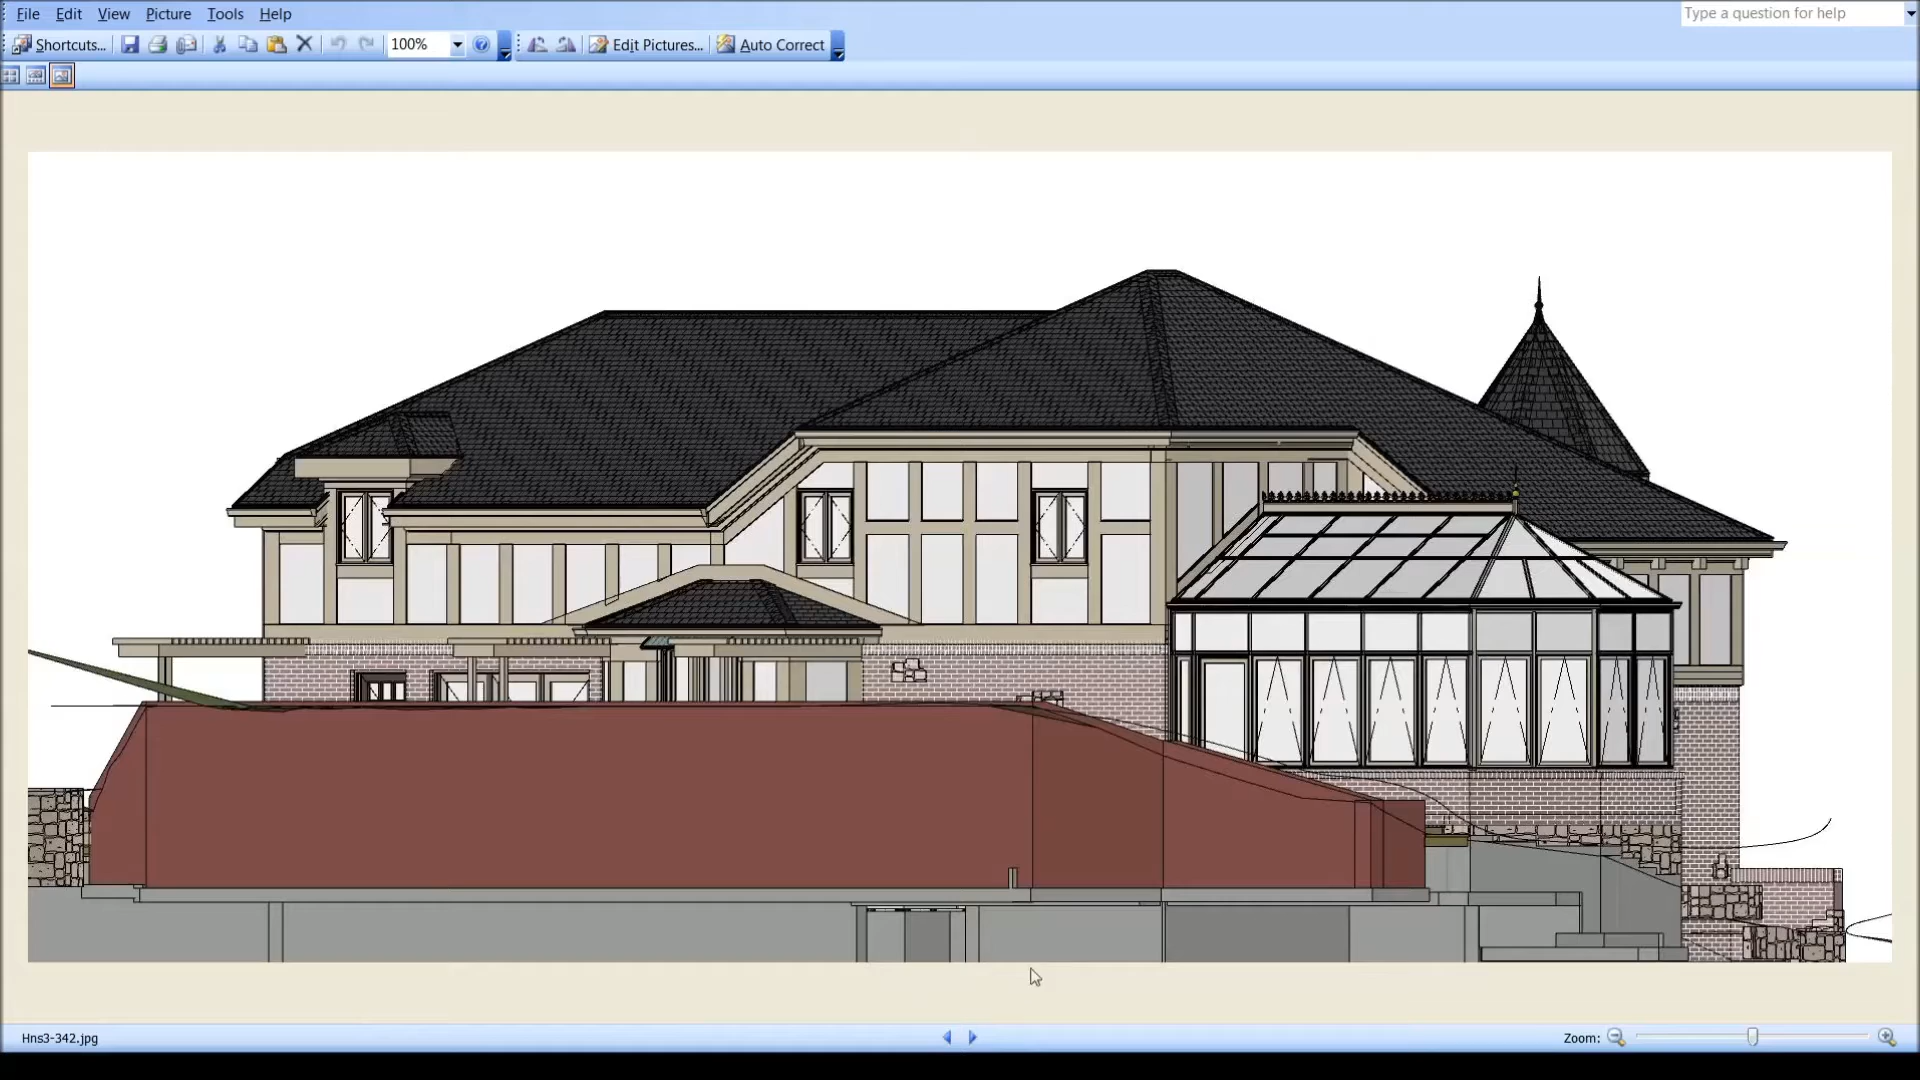 File Edit View Picture Tools Help
Type a question for help
Shortcuts... 100% Edit Pictures... Auto Correct
Hns3-342.jpg
Zoom: